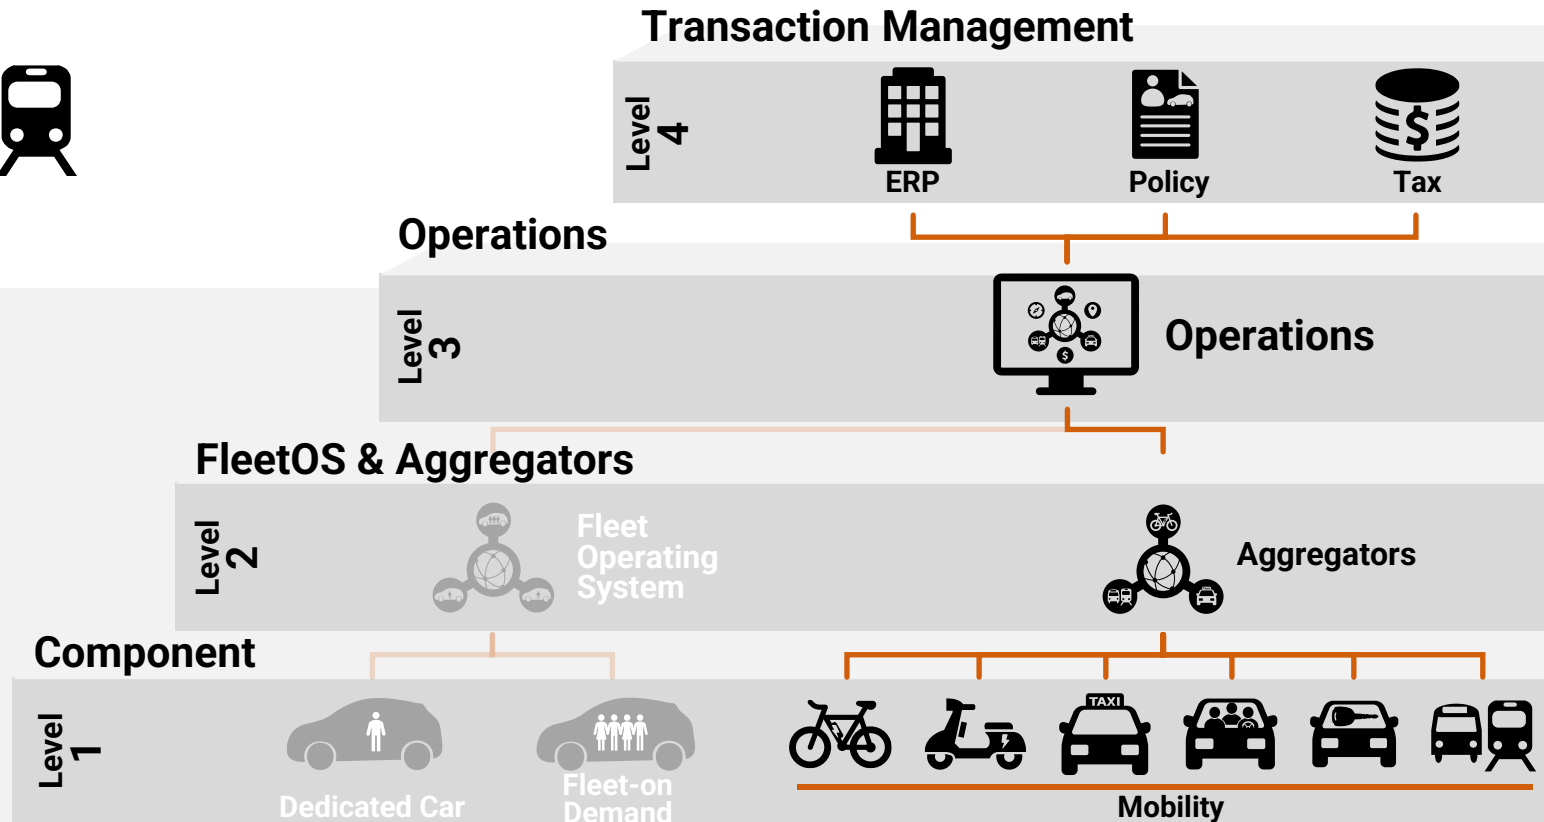 Transaction Management
Level
4
ERP
Policy
$
Tax
Operations
Level
3
$
Operations
FleetOS & Aggregators
Level
2
Fleet
Operating
System
Aggregators
Component
Level
1
TAXI
Dedicated Car
Fleet-on
Demand
Mobility